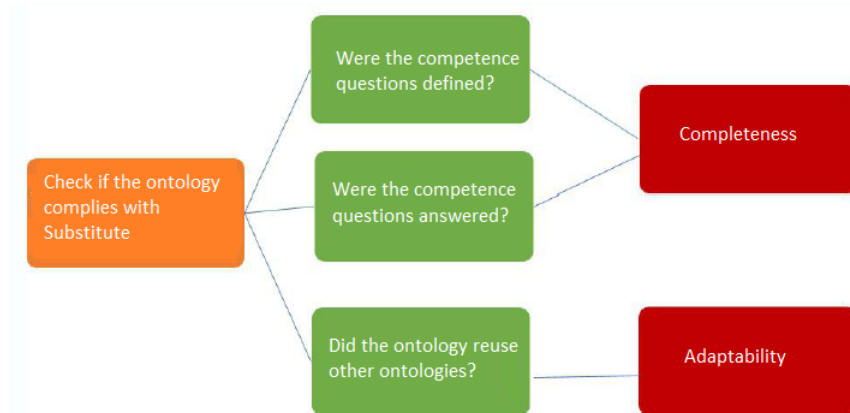 Were the competence
questions defined?
Completeness
Check if the ontology
complies with
Substitute
Were the competence
questions answered?
Did the ontology reuse
other ontologies?
Adaptability